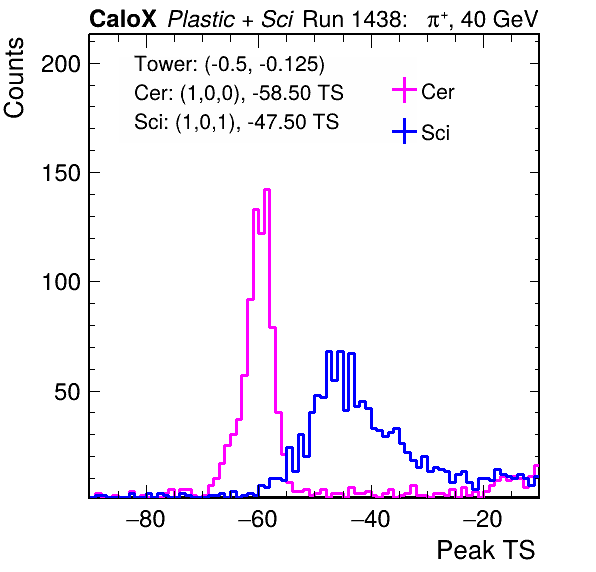 CaloX Plastic + Sci Run 1438: π⁺, 40 GeV
Counts
Tower: (-0.5, -0.125)
Cer: (1,0,0), -58.50 TS
Sci: (1,0,1), -47.50 TS
Cer
Sci
200
150
100
50
−80 −60 −40 −20
Peak TS